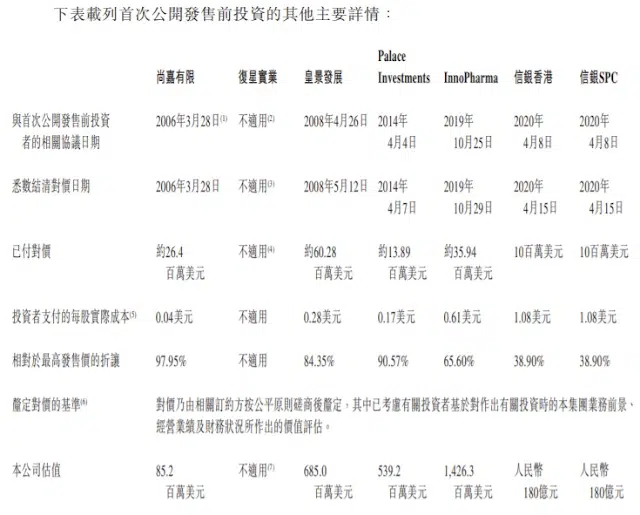 下表載列首次公開發售前投資的其他主要詳情：
Palace
尚嘉有限 復星實業 皇景發展 Investments InnoPharma 信銀香港 信銀SPC
與首次公開發售前投資 2006年3月28日(1) 不適用(2) 2008年4月26日 2014年 2019年 2020年 2020年
者的相關協議日期 4月4日 10月25日 4月8日 4月8日
悉數結清對價日期 2006年3月28日 不適用(3) 2008年5月12日 2014年 2019年 2020年 2020年
4月7日 10月29日 4月15日 4月15日
已付對價 約26.4 不適用(4) 約60.28 約13.89 約35.94 10百萬美元 10百萬美元
百萬美元 百萬美元 百萬美元 百萬美元
投資者支付的每股實際成本(5) 0.04美元 不適用 0.28美元 0.17美元 0.61美元 1.08美元 1.08美元
相對於最高發售價的折讓 97.95% 不適用 84.35% 90.57% 65.60% 38.90% 38.90%
釐定對價的基準(6) 對價乃由相關訂約方按公平原則磋商後釐定，其中已考慮有關投資者基於對作出有關投資時的本集團業務前景、
經營業績及財務狀況所作出的價值評估。
本公司估值 85.2 不適用(7) 685.0 539.2 1,426.3 人民幣 人民幣
百萬美元 百萬美元 百萬美元 百萬美元 180億元 180億元